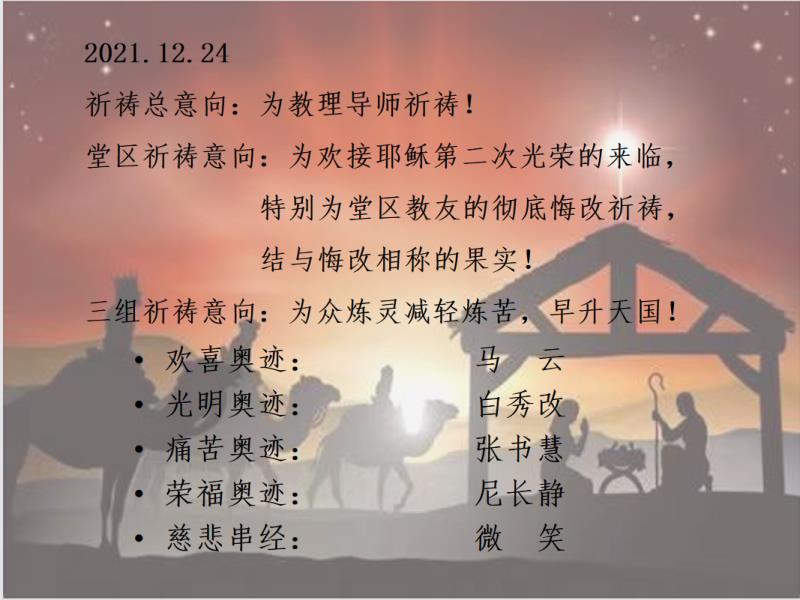 2021.12.24
祈祷总意向：为教理导师祈祷！
堂区祈祷意向：为欢接耶稣第二次光荣的来临，
特别为堂区教友的彻底悔改祈祷，
结与悔改相称的果实！
三组祈祷意向：为众炼灵减轻炼苦，早升天国！
• 欢喜奥迹： 马 云
• 光明奥迹： 白秀改
• 痛苦奥迹： 张书慧
• 荣福奥迹： 尼长静
• 慈悲串经： 微 笑